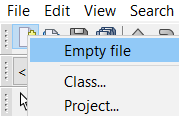 File Edit View Search
Empty file
<
Class...
Project...